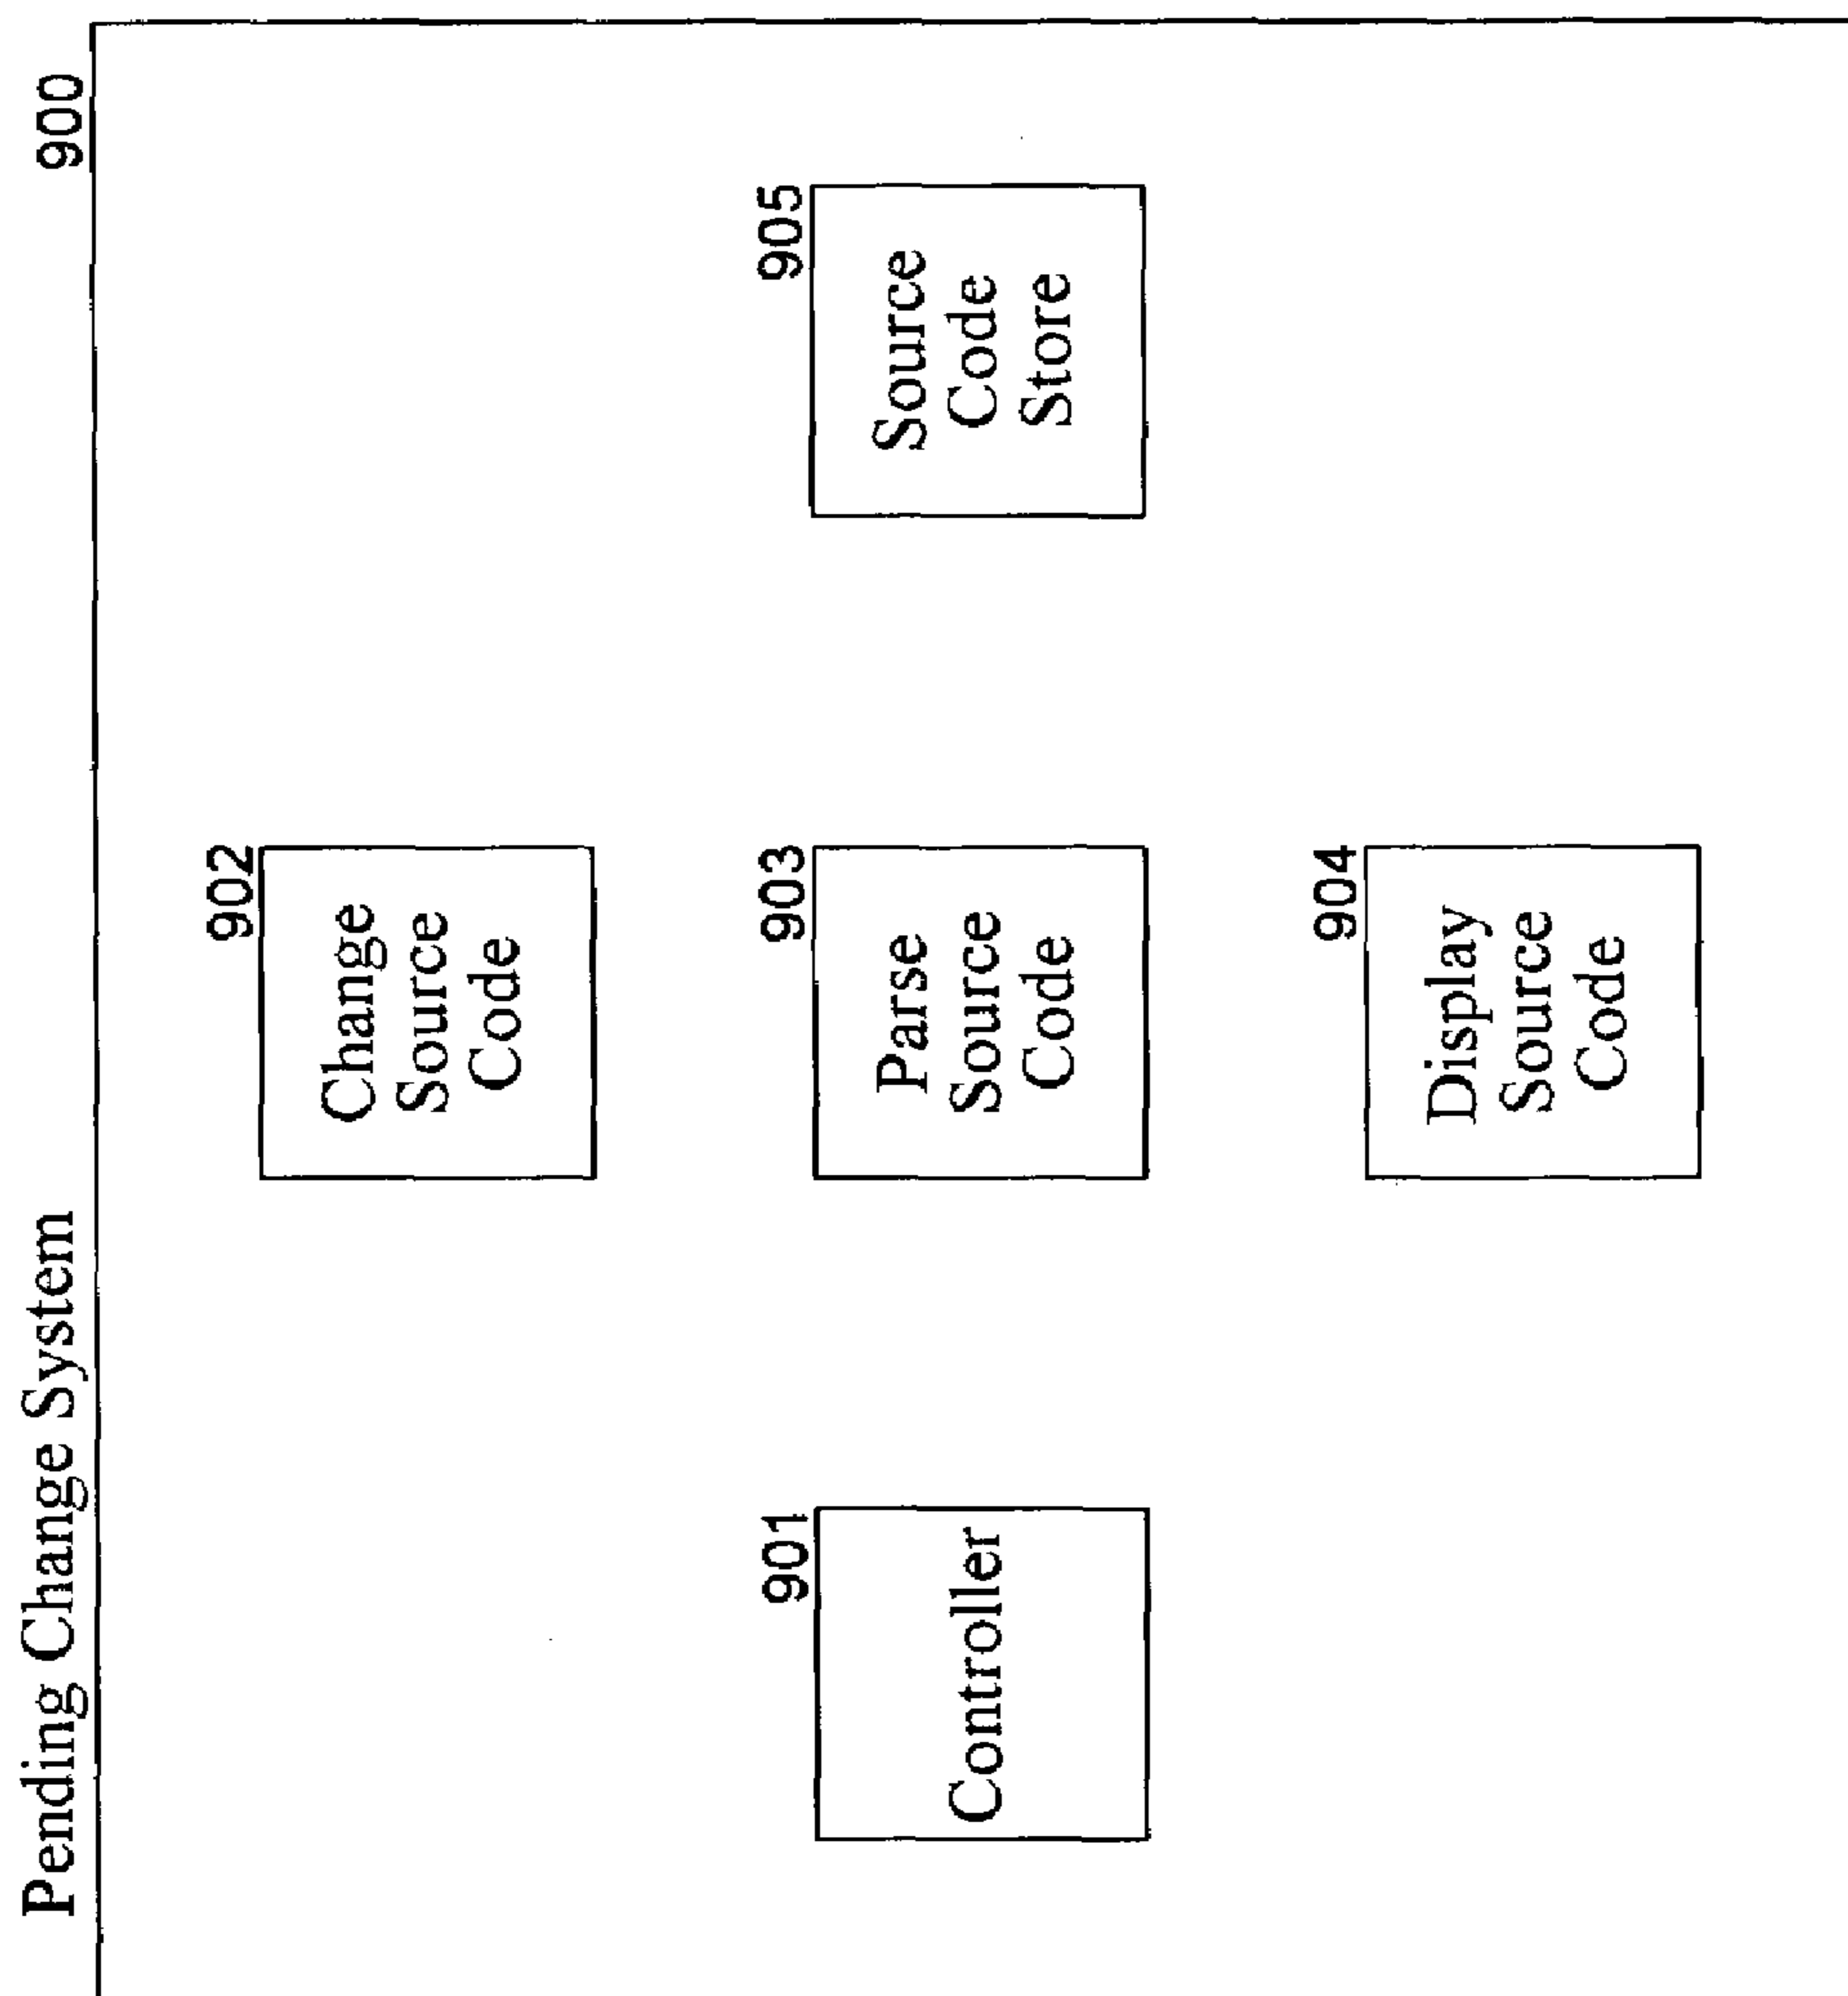 Pending Change System
900
902
Change
Source
Code
901
Controller
903
Parse
Source
Code
905
Source
Code
Store
904
Display
Source
Code